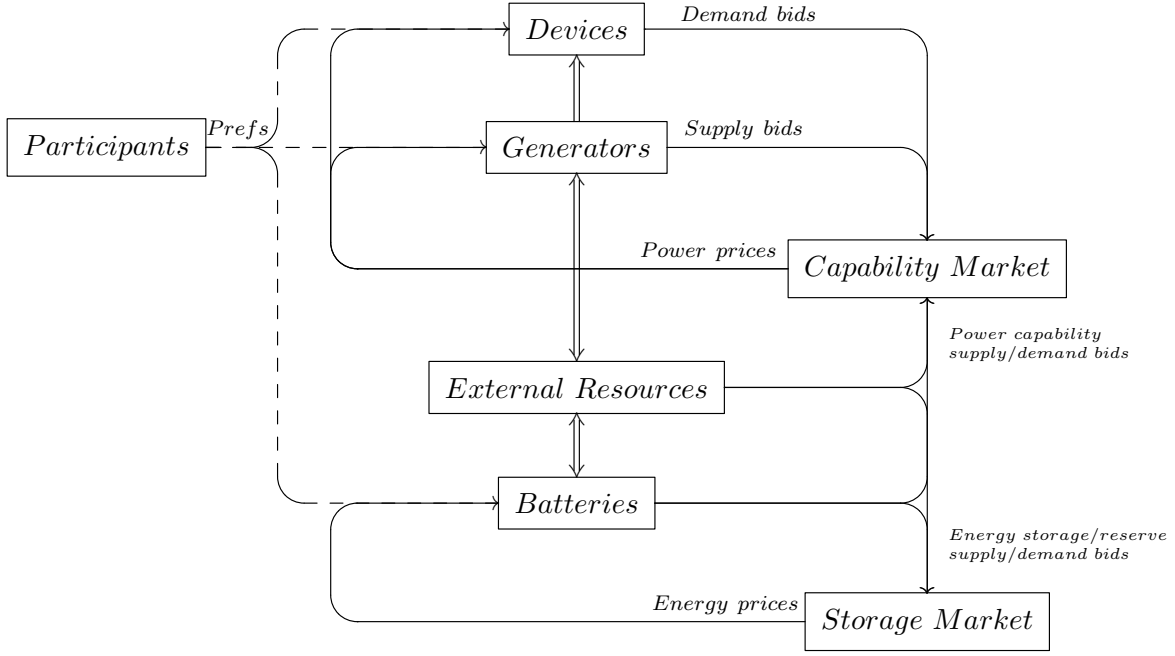 Demand bids
Devices
Prefs
Participants
Supply bids
Generators
Power prices
Capability Market
Power capability
supply/demand bids
External Resources
Batteries
Energy storage/reserve
supply/demand bids
Energy prices
Storage Market